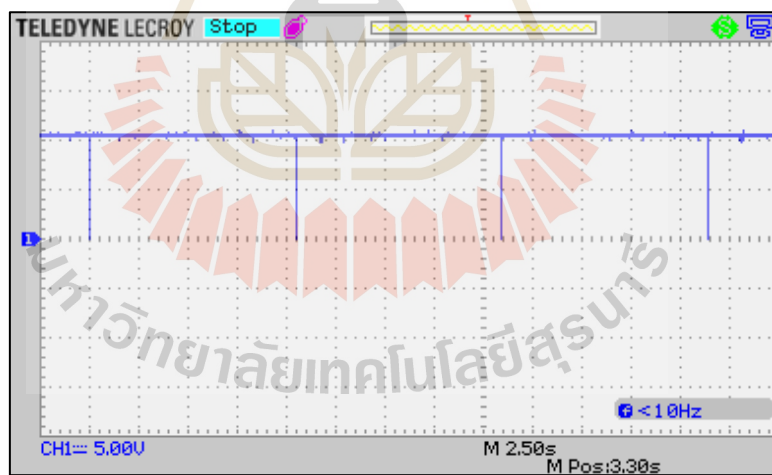 TELEDYNE LECROY Stop
T
S
1
มหาวิทยาลัยเทคโนโลยีสุรนารี
f <10Hz
CH1 5.00V M 2.50s
M Pos:3.30s